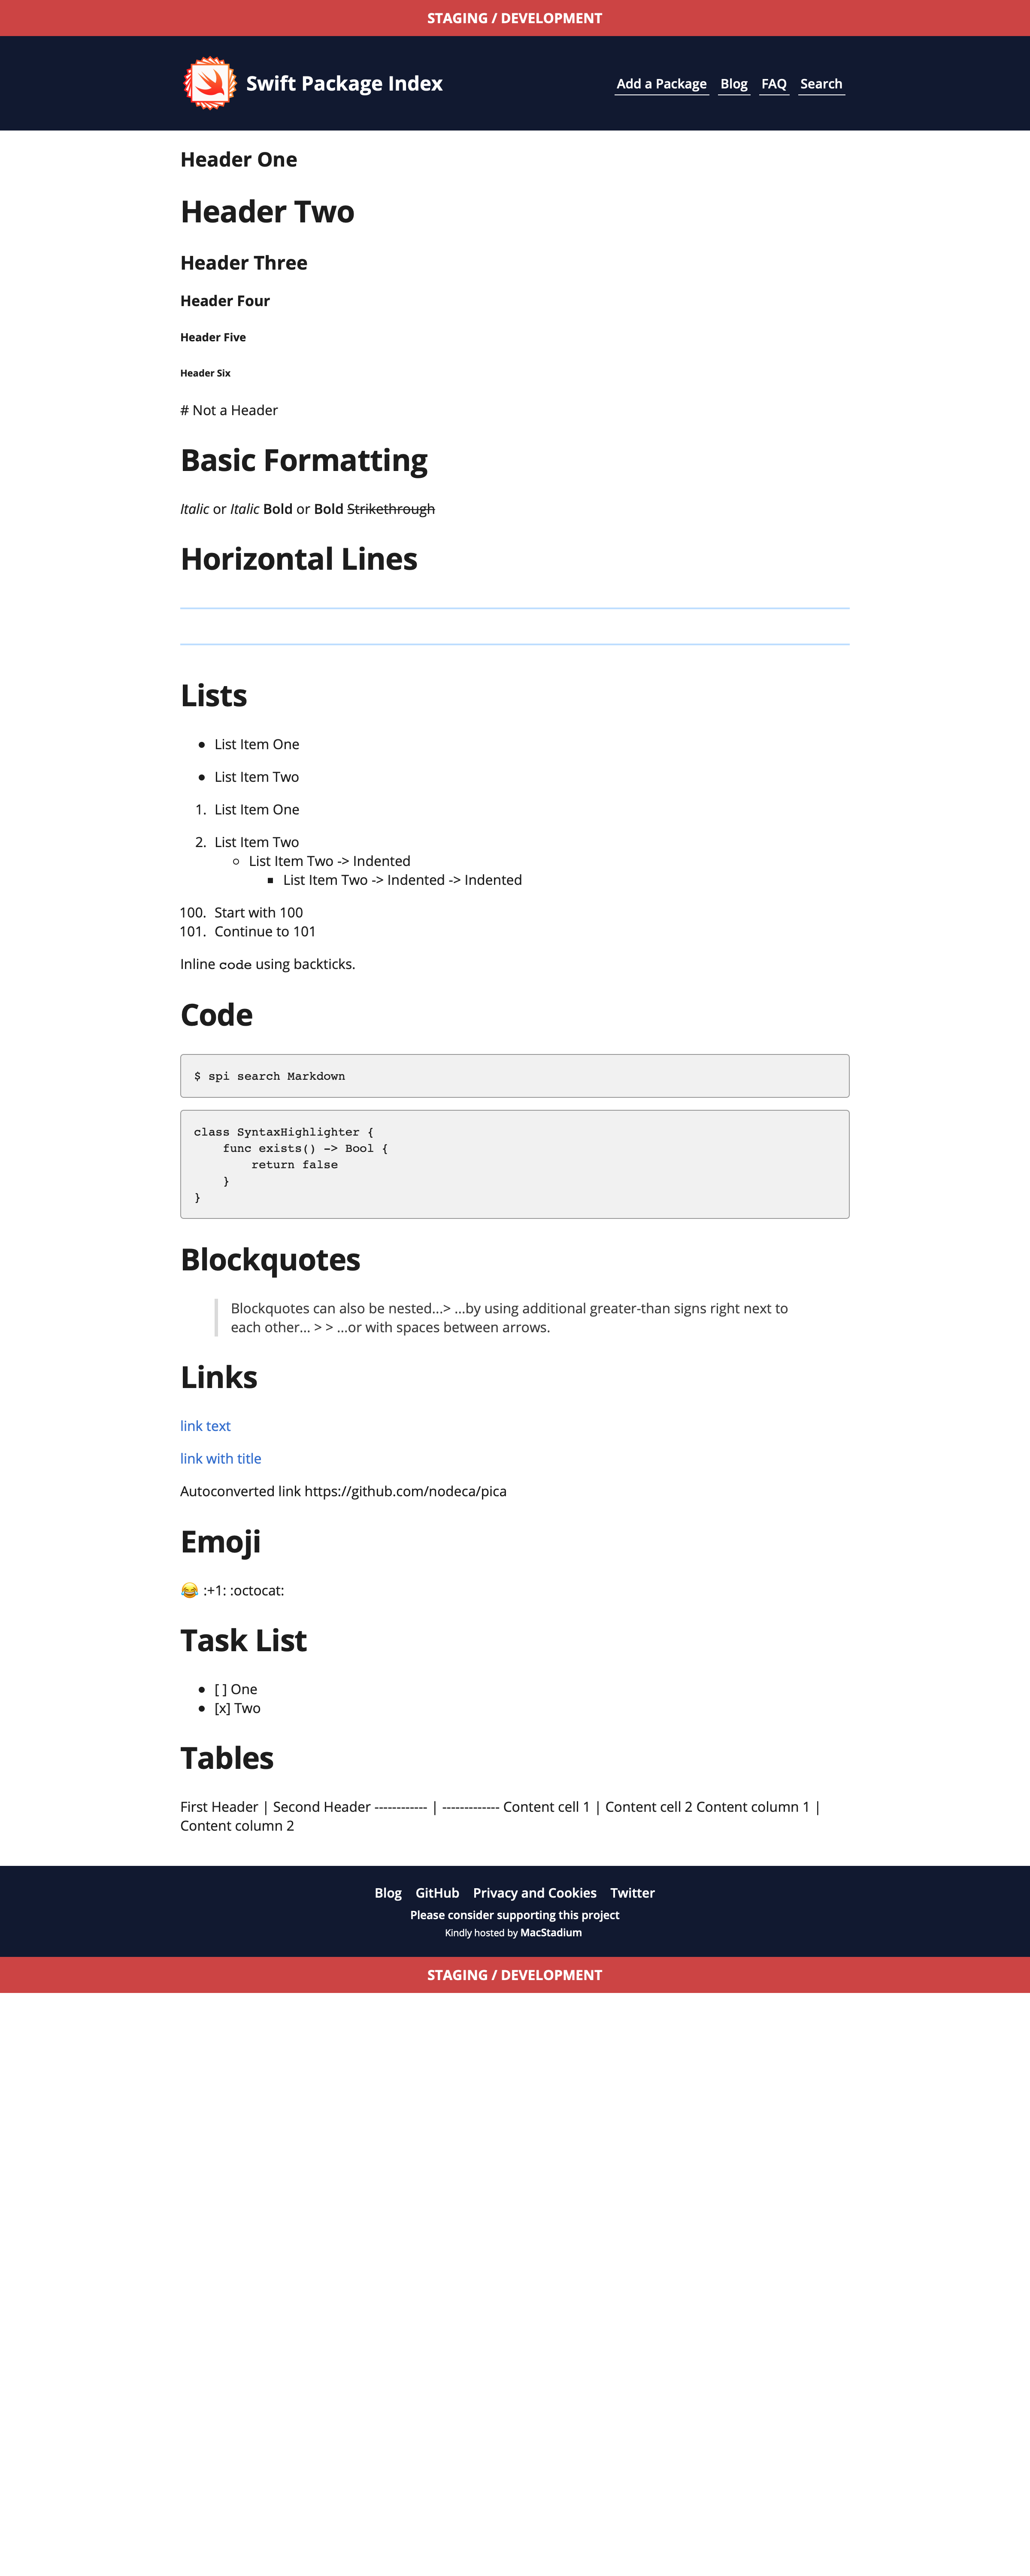 STAGING / DEVELOPMENT
Swift Package Index
Add a Package Blog FAQ Search
Header One
Header Two
Header Three
Header Four
Header Five
Header Six
# Not a Header
Basic Formatting
Italic or Italic Bold or Bold Strikethrough
Horizontal Lines
Lists
• List Item One
• List Item Two
1. List Item One
2. List Item Two
◦ List Item Two -> Indented
▪ List Item Two -> Indented -> Indented
100. Start with 100
101. Continue to 101
Inline code using backticks.
Code
$ spi search Markdown
class SyntaxHighlighter {
    func exists() -> Bool {
        return false
    }
}
Blockquotes
Blockquotes can also be nested...> ...by using additional greater-than signs right next to
each other... > > ...or with spaces between arrows.
Links
link text
link with title
Autoconverted link https://github.com/nodeca/pica
Emoji
😂 :+1: :octocat:
Task List
• [ ] One
• [x] Two
Tables
First Header | Second Header ------------ | ------------- Content cell 1 | Content cell 2 Content column 1 |
Content column 2
Blog GitHub Privacy and Cookies Twitter
Please consider supporting this project
Kindly hosted by MacStadium
STAGING / DEVELOPMENT